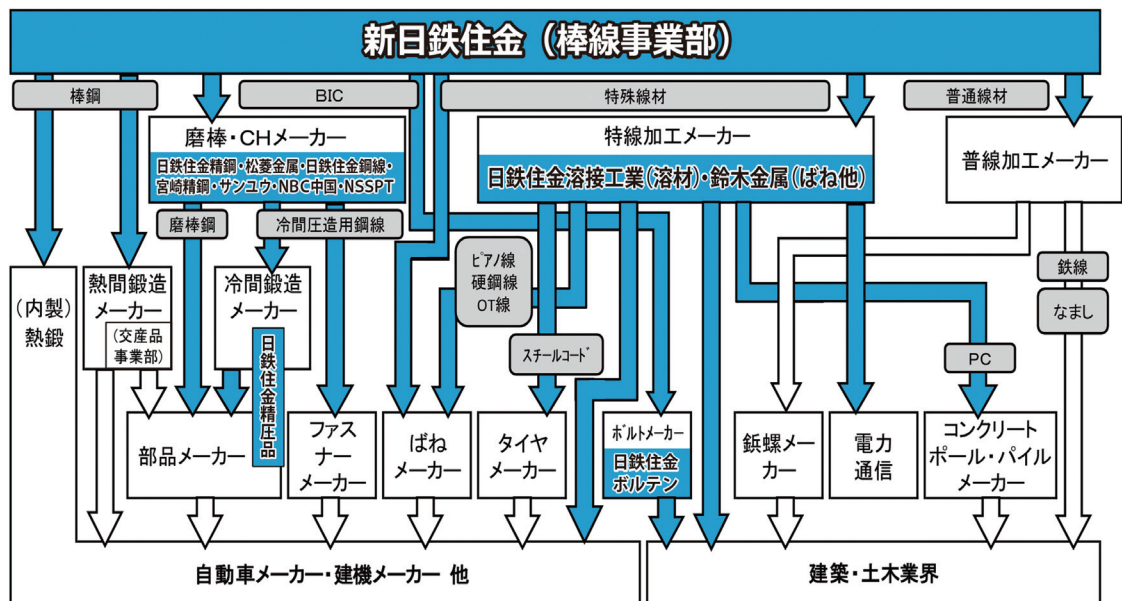 新日鉄住金（棒線事業部）
棒鋼
BIC
特殊線材
普通線材
磨棒・CHメーカー
日鉄住金精鋼・松菱金属・日鉄住金鋼線・
宮崎精鋼・サンユウ・NBC中国・NSSPT
特線加工メーカー
日鉄住金溶接工業（溶材）・鈴木金属（ばね他）
普線加工メーカー
磨棒鋼
冷間圧造用鋼線
ﾋﾟｱﾉ線
硬鋼線
OT線
鉄線
なまし
（内製）
熱鍛
熱間鍛造
メーカー
（交産品
事業部）
冷間鍛造
メーカー
日鉄住金精圧品
ｽﾁｰﾙｺｰﾄﾞ
PC
部品メーカー
ファス
ナー
メーカー
ばね
メーカー
タイヤ
メーカー
ﾎﾞﾙﾄﾒｰｶｰ
日鉄住金
ボルテン
鋲螺メー
カー
電力
通信
コンクリート
ポール・パイル
メーカー
自動車メーカー・建機メーカー 他
建築・土木業界